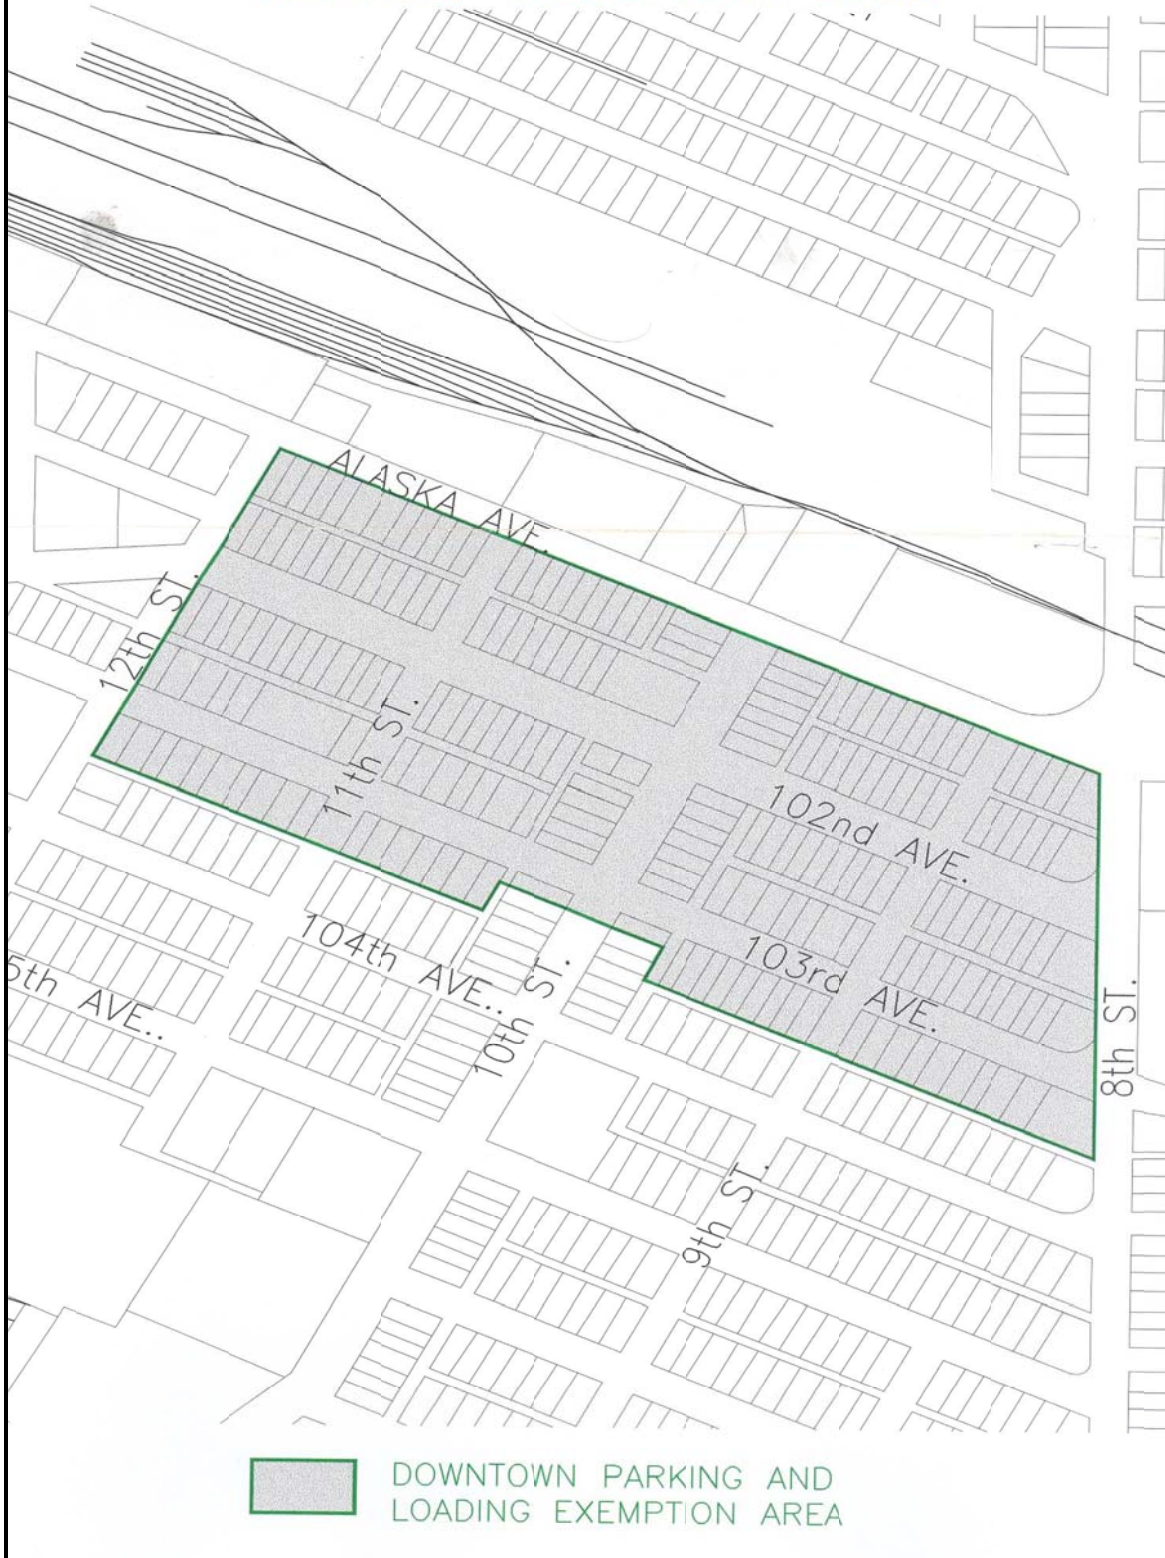 ALASKA AVE.
12th ST.
11th ST.
102nd AVE.
103rd AVE.
104th AVE..
10th ST.
5th AVE..
8th ST.
9th ST.
DOWNTOWN PARKING AND
LOADING EXEMPTION AREA